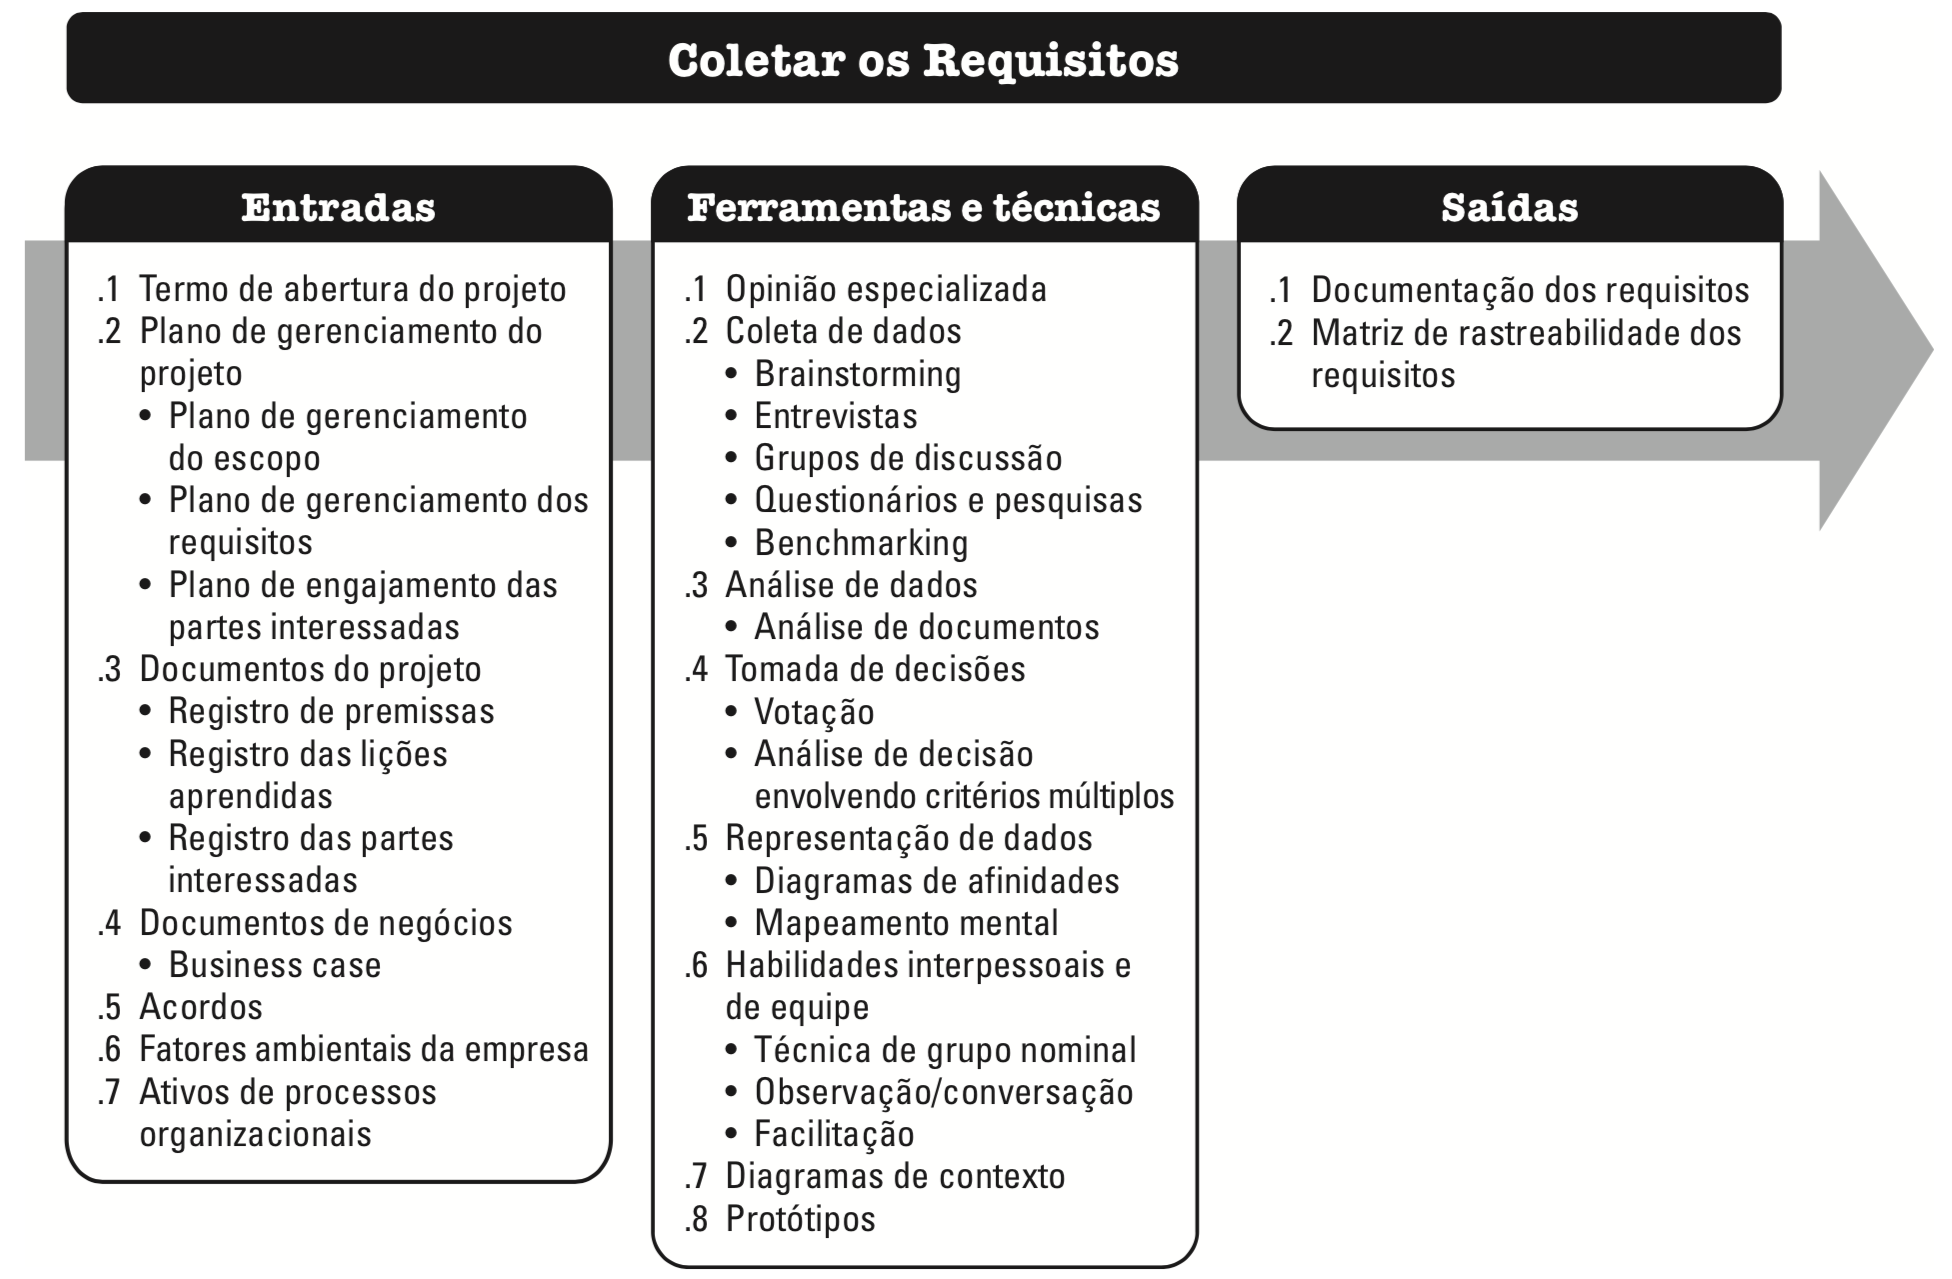 Coletar os Requisitos
Entradas
.1 Termo de abertura do projeto
.2 Plano de gerenciamento do
projeto
• Plano de gerenciamento
do escopo
• Plano de gerenciamento dos
requisitos
• Plano de engajamento das
partes interessadas
.3 Documentos do projeto
• Registro de premissas
• Registro das lições
aprendidas
• Registro das partes
interessadas
.4 Documentos de negócios
• Business case
.5 Acordos
.6 Fatores ambientais da empresa
.7 Ativos de processos
organizacionais
Ferramentas e técnicas
.1 Opinião especializada
.2 Coleta de dados
• Brainstorming
• Entrevistas
• Grupos de discussão
• Questionários e pesquisas
• Benchmarking
.3 Análise de dados
• Análise de documentos
.4 Tomada de decisões
• Votação
• Análise de decisão
envolvendo critérios múltiplos
.5 Representação de dados
• Diagramas de afinidades
• Mapeamento mental
.6 Habilidades interpessoais e
de equipe
• Técnica de grupo nominal
• Observação/conversação
• Facilitação
.7 Diagramas de contexto
.8 Protótipos
Saídas
.1 Documentação dos requisitos
.2 Matriz de rastreabilidade dos
requisitos